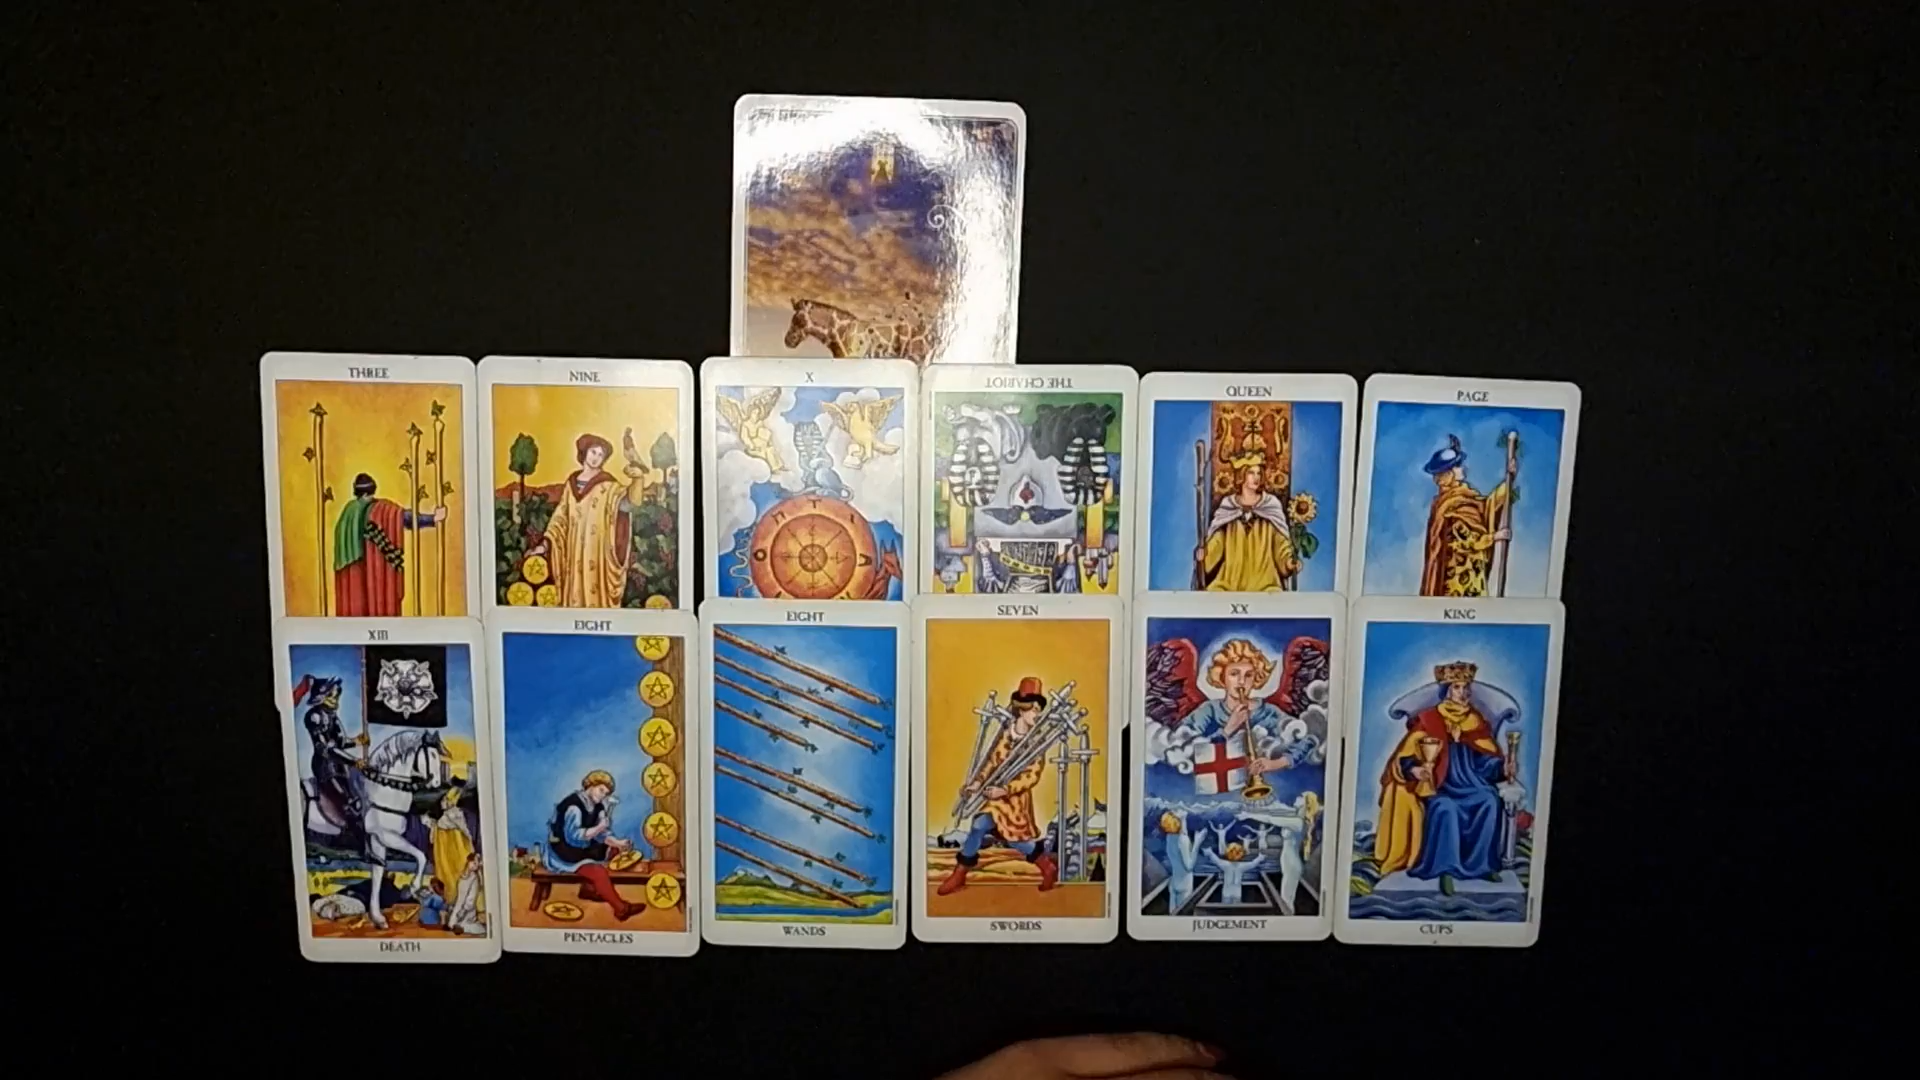 THREE
NINE
X
THE CHARIOT
QUEEN
PAGE
XIII
EIGHT
EIGHT
SEVEN
XX
KING
DEATH
PENTACLES
WANDS
SWORDS
JUDGEMENT
CUPS